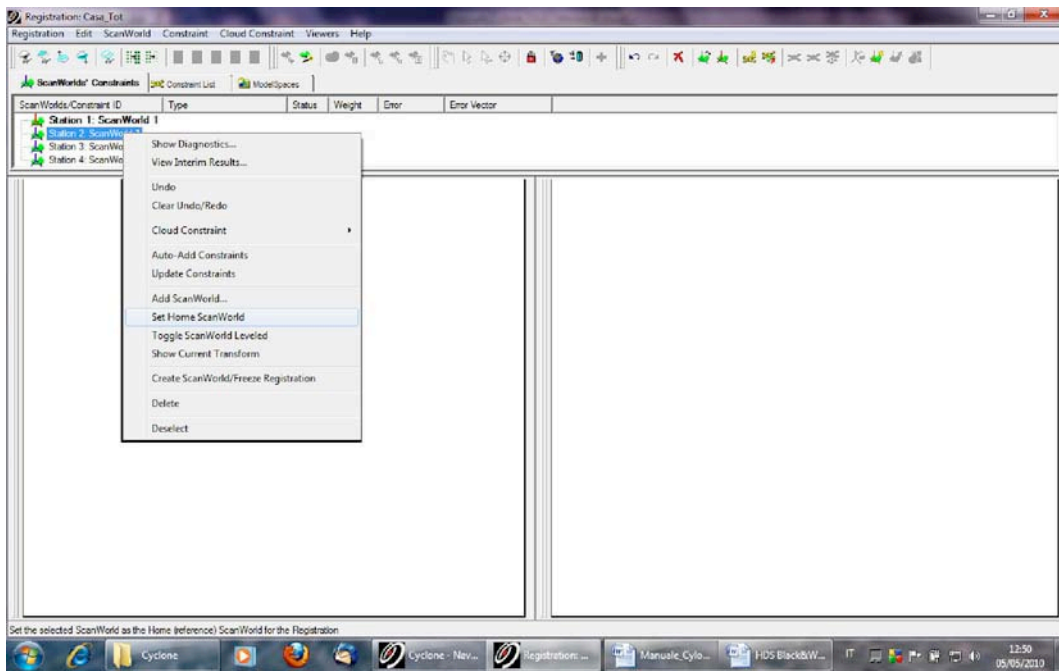 Registration: Casa_Tot
Registration Edit ScanWorld Constraint Cloud Constraint Viewers Help
ScanWorlds' Constraints Constraint List ModelSpaces
ScanWorlds/Constraint ID Type Status Weight Error Error Vector
Station 1: ScanWorld 1
Station 2: ScanWorld 1
Station 3: ScanWo
Station 4: ScanWo
Show Diagnostics...
View Interim Results...
Undo
Clear Undo/Redo
Cloud Constraint
Auto-Add Constraints
Update Constraints
Add ScanWorld...
Set Home ScanWorld
Toggle ScanWorld Leveled
Show Current Transform
Create ScanWorld/Freeze Registration
Delete
Deselect
Set the selected ScanWorld as the Home (reference) ScanWorld for the Registration
Cyclone Cyclone - Nav... Registration: ... Manuale_Cylo... HDS Black&W... IT 12:50
05/05/2010